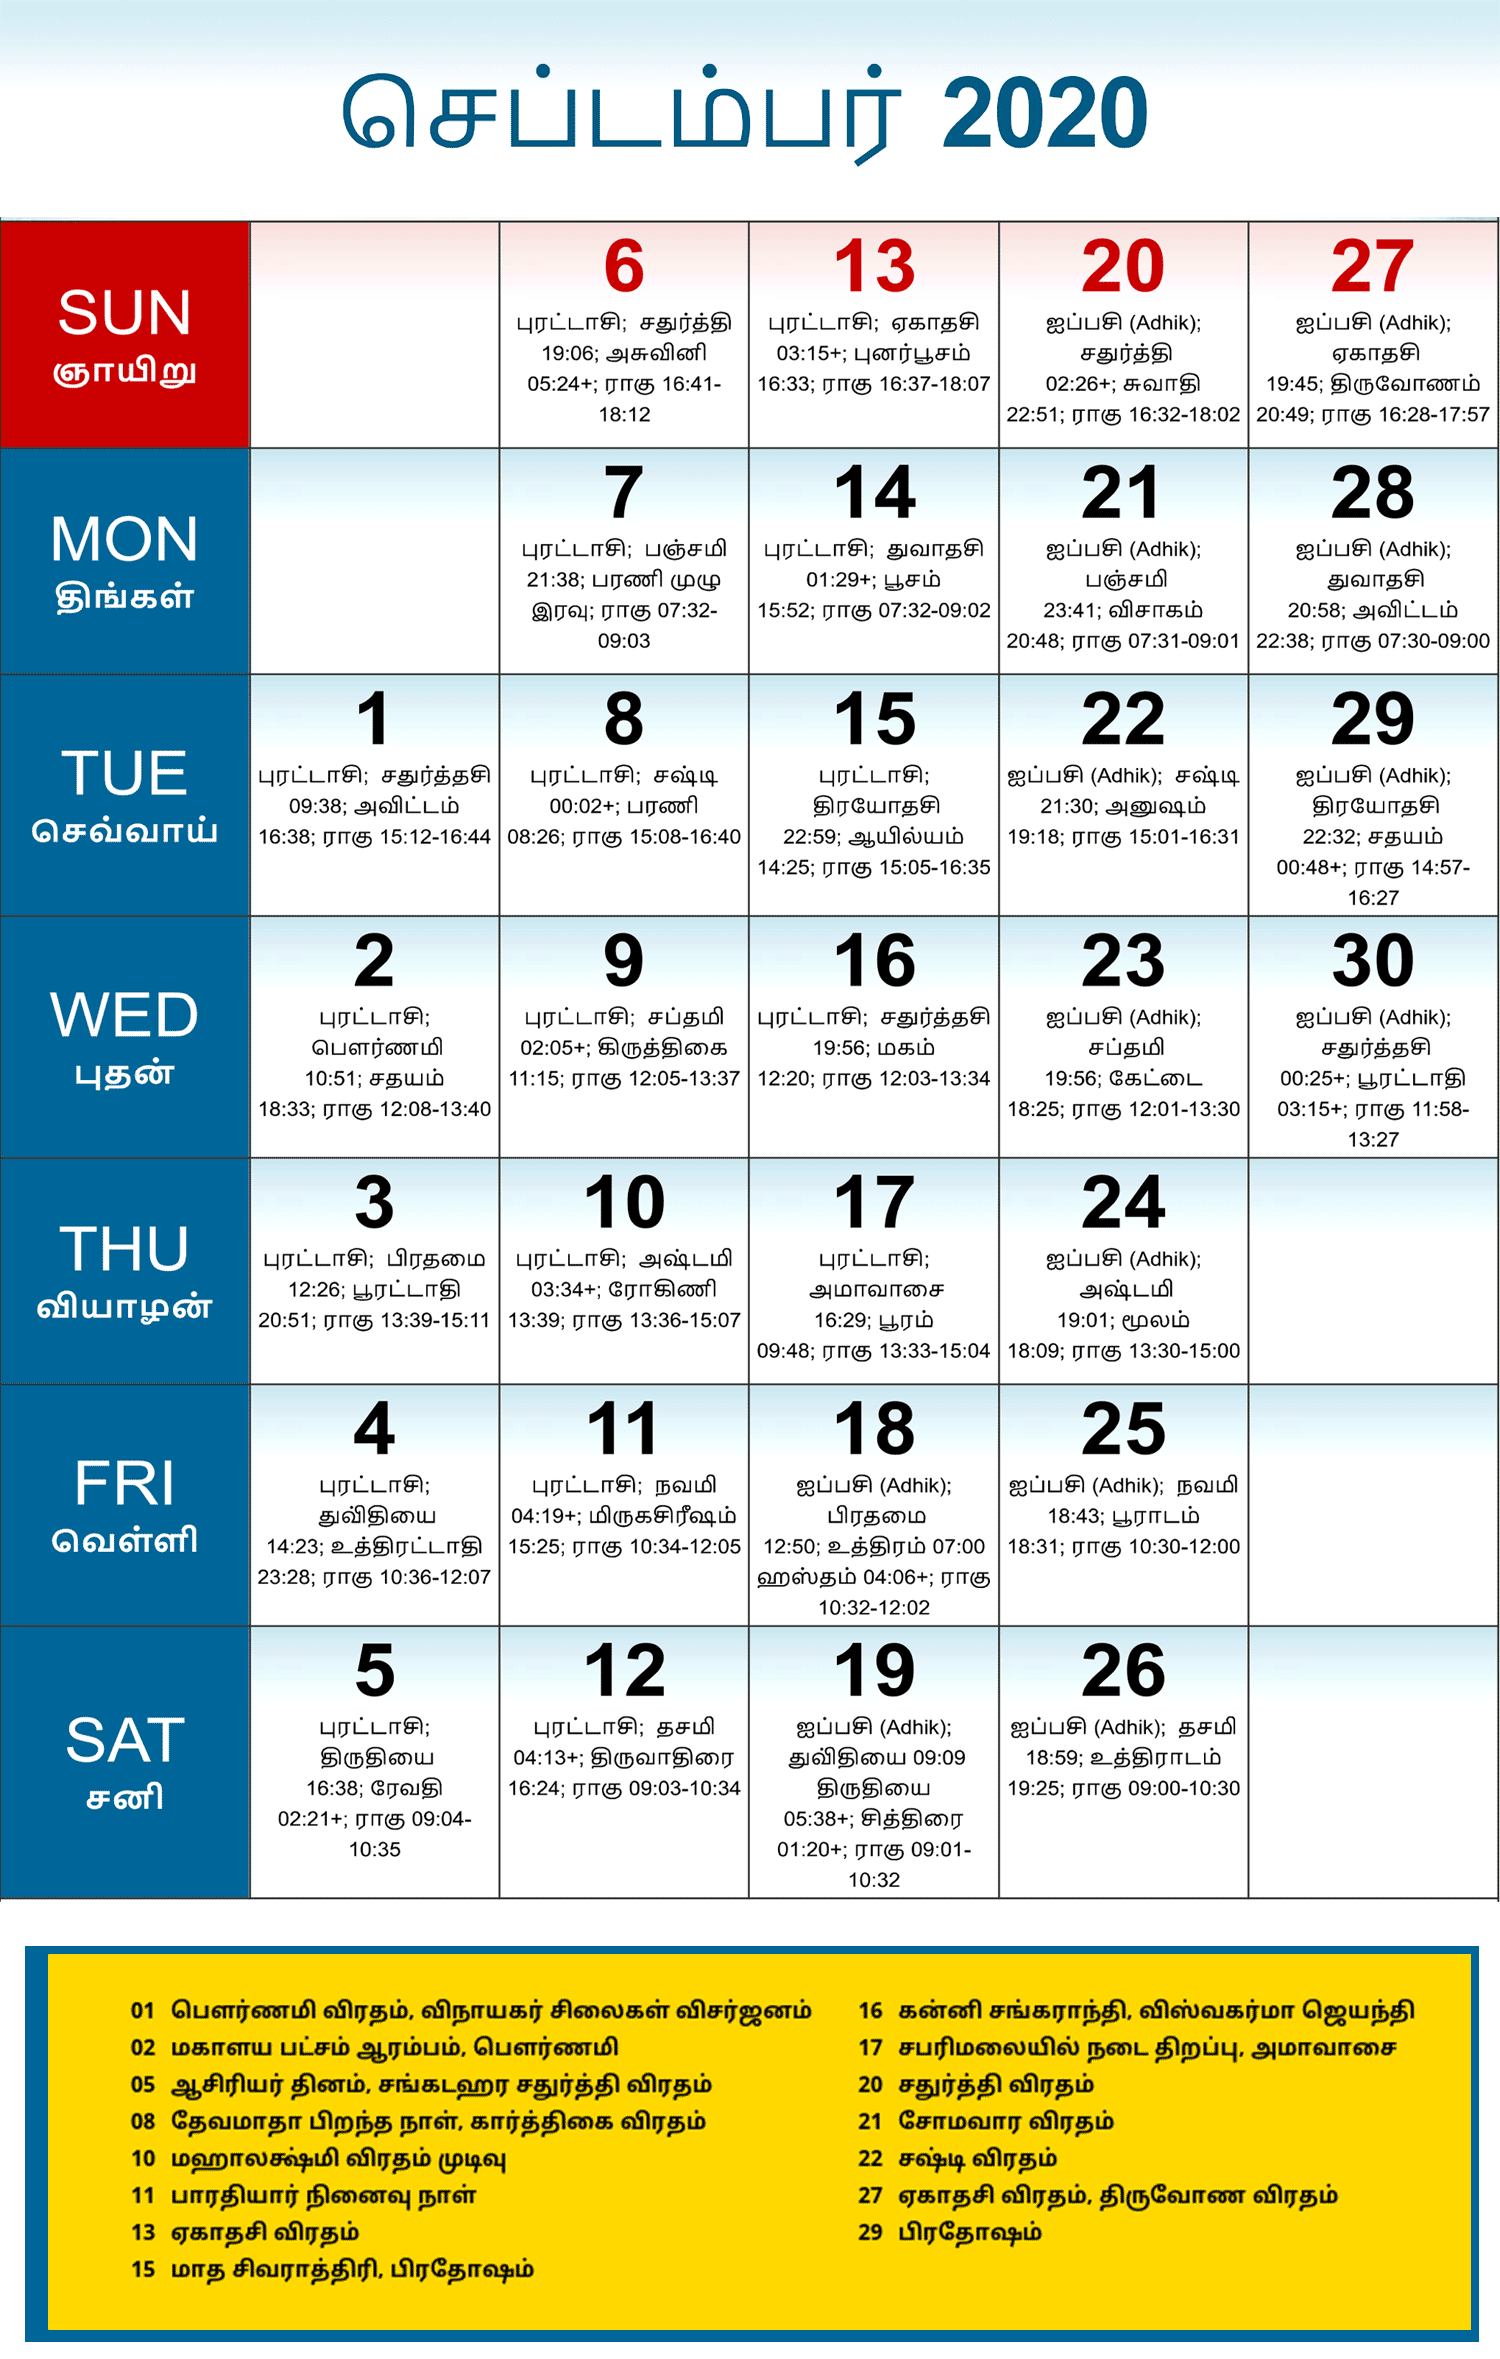 செப்டம்பர் 2020
SUN
ஞாயிறு
6
புரட்டாசி; சதுர்த்தி
19:06; அசுவினி
05:24+; ராகு 16:41-
18:12
13
புரட்டாசி; ஏகாதசி
03:15+; புனர்பூசம்
16:33; ராகு 16:37-18:07
20
ஐப்பசி (Adhik);
சதுர்த்தி
02:26+; சுவாதி
22:51; ராகு 16:32-18:02
27
ஐப்பசி (Adhik);
ஏகாதசி
19:45; திருவோணம்
20:49; ராகு 16:28-17:57
MON
திங்கள்
7
புரட்டாசி; பஞ்சமி
21:38; பரணி முழு
இரவு; ராகு 07:32-
09:03
14
புரட்டாசி; துவாதசி
01:29+; பூசம்
15:52; ராகு 07:32-09:02
21
ஐப்பசி (Adhik);
பஞ்சமி
23:41; விசாகம்
20:48; ராகு 07:31-09:01
28
ஐப்பசி (Adhik);
துவாதசி
20:58; அவிட்டம்
22:38; ராகு 07:30-09:00
TUE
செவ்வாய்
1
புரட்டாசி; சதுர்த்தசி
09:38; அவிட்டம்
16:38; ராகு 15:12-16:44
8
புரட்டாசி; சஷ்டி
00:02+; பரணி
08:26; ராகு 15:08-16:40
15
புரட்டாசி;
திரயோதசி
22:59; ஆயில்யம்
14:25; ராகு 15:05-16:35
22
ஐப்பசி (Adhik); சஷ்டி
21:30; அனுஷம்
19:18; ராகு 15:01-16:31
29
ஐப்பசி (Adhik);
திரயோதசி
22:32; சதயம்
00:48+; ராகு 14:57-
16:27
WED
புதன்
2
புரட்டாசி;
பௌர்ணமி
10:51; சதயம்
18:33; ராகு 12:08-13:40
9
புரட்டாசி; சப்தமி
02:05+; கிருத்திகை
11:15; ராகு 12:05-13:37
16
புரட்டாசி; சதுர்த்தசி
19:56; மகம்
12:20; ராகு 12:03-13:34
23
ஐப்பசி (Adhik);
சப்தமி
19:56; கேட்டை
18:25; ராகு 12:01-13:30
30
ஐப்பசி (Adhik);
சதுர்த்தசி
00:25+; பூரட்டாதி
03:15+; ராகு 11:58-
13:27
THU
வியாழன்
3
புரட்டாசி; பிரதமை
12:26; பூரட்டாதி
20:51; ராகு 13:39-15:11
10
புரட்டாசி; அஷ்டமி
03:34+; ரோகிணி
13:39; ராகு 13:36-15:07
17
புரட்டாசி;
அமாவாசை
16:29; பூரம்
09:48; ராகு 13:33-15:04
24
ஐப்பசி (Adhik);
அஷ்டமி
19:01; மூலம்
18:09; ராகு 13:30-15:00
FRI
வெள்ளி
4
புரட்டாசி;
துவிதியை
14:23; உத்திரட்டாதி
23:28; ராகு 10:36-12:07
11
புரட்டாசி; நவமி
04:19+; மிருகசிரீஷம்
15:25; ராகு 10:34-12:05
18
ஐப்பசி (Adhik);
பிரதமை
12:50; உத்திரம் 07:00
ஹஸ்தம் 04:06+; ராகு
10:32-12:02
25
ஐப்பசி (Adhik); நவமி
18:43; பூராடம்
18:31; ராகு 10:30-12:00
SAT
சனி
5
புரட்டாசி;
திருதியை
16:38; ரேவதி
02:21+; ராகு 09:04-
10:35
12
புரட்டாசி; தசமி
04:13+; திருவாதிரை
16:24; ராகு 09:03-10:34
19
ஐப்பசி (Adhik);
துவிதியை 09:09
திருதியை
05:38+; சித்திரை
01:20+; ராகு 09:01-
10:32
26
ஐப்பசி (Adhik); தசமி
18:59; உத்திராடம்
19:25; ராகு 09:00-10:30
01 பௌர்ணமி விரதம், விநாயகர் சிலைகள் விசர்ஜனம்
02 மகாளய பட்சம் ஆரம்பம், பௌர்ணமி
05 ஆசிரியர் தினம், சங்கடஹர சதுர்த்தி விரதம்
08 தேவமாதா பிறந்த நாள், கார்த்திகை விரதம்
10 மஹாலக்ஷ்மி விரதம் முடிவு
11 பாரதியார் நினைவு நாள்
13 ஏகாதசி விரதம்
15 மாத சிவராத்திரி, பிரதோஷம்
16 கன்னி சங்கராந்தி, விஸ்வகர்மா ஜெயந்தி
17 சபரிமலையில் நடை திறப்பு, அமாவாசை
20 சதுர்த்தி விரதம்
21 சோமவார விரதம்
22 சஷ்டி விரதம்
27 ஏகாதசி விரதம், திருவோண விரதம்
29 பிரதோஷம்